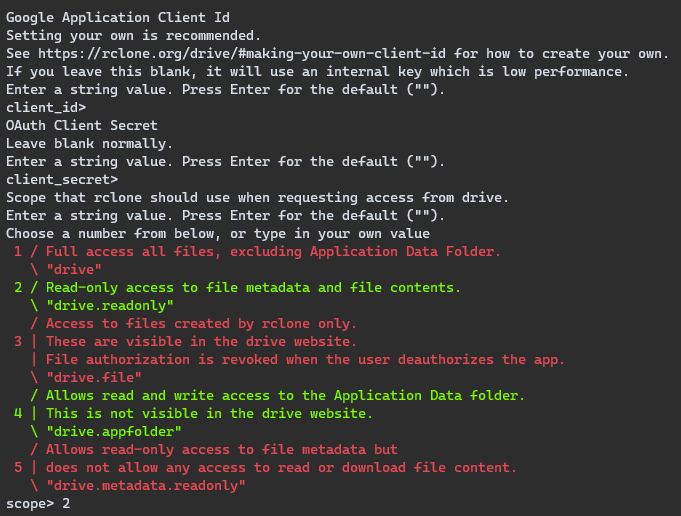 Google Application Client Id
Setting your own is recommended.
See https://rclone.org/drive/#making-your-own-client-id for how to create your own.
If you leave this blank, it will use an internal key which is low performance.
Enter a string value. Press Enter for the default ("").
client_id>
OAuth Client Secret
Leave blank normally.
Enter a string value. Press Enter for the default ("").
client_secret>
Scope that rclone should use when requesting access from drive.
Enter a string value. Press Enter for the default ("").
Choose a number from below, or type in your own value
 1 / Full access all files, excluding Application Data Folder.
   \ "drive"
 2 / Read-only access to file metadata and file contents.
   \ "drive.readonly"
   / Access to files created by rclone only.
 3 | These are visible in the drive website.
   | File authorization is revoked when the user deauthorizes the app.
   \ "drive.file"
   / Allows read and write access to the Application Data folder.
 4 | This is not visible in the drive website.
   \ "drive.appfolder"
   / Allows read-only access to file metadata but
 5 | does not allow any access to read or download file content.
   \ "drive.metadata.readonly"
scope> 2